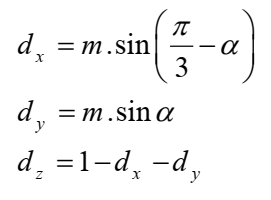 d_x = m.sin(π/3 − α)
d_y = m.sin α
d_z = 1 − d_x − d_y